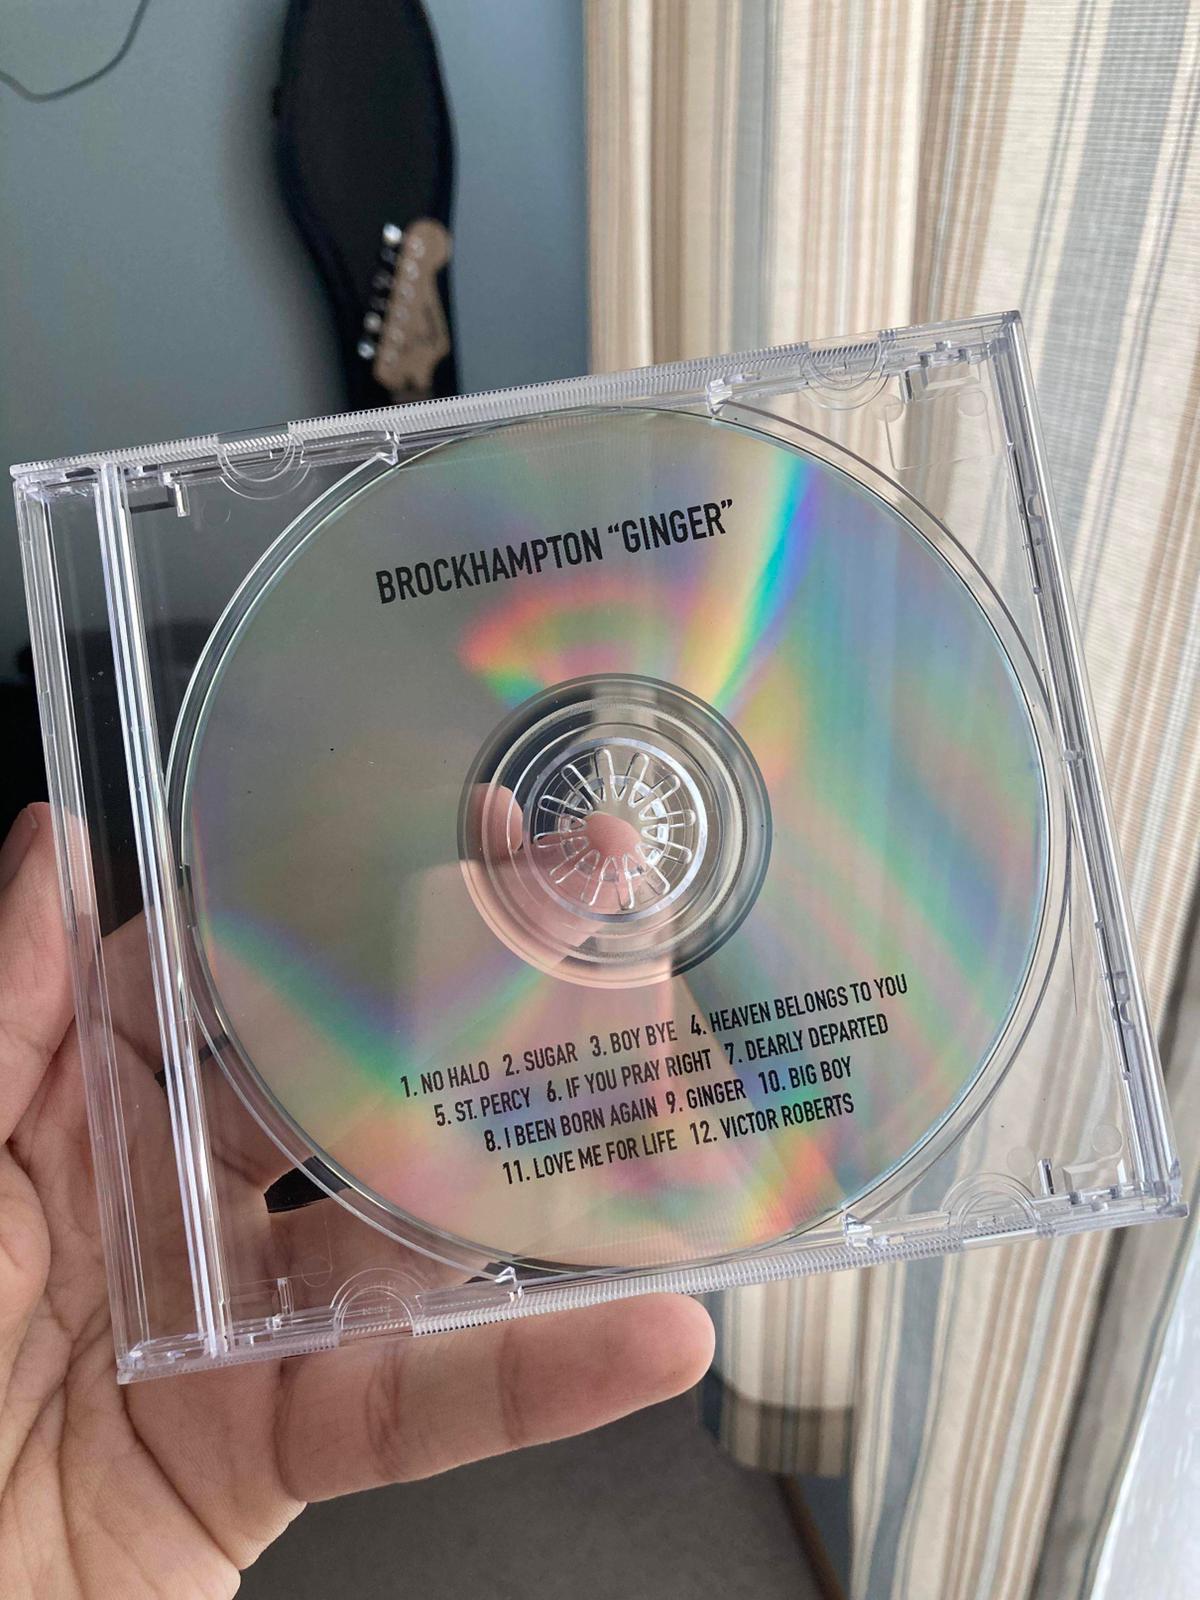 BROCKHAMPTON “GINGER”
1. NO HALO 2. SUGAR 3. BOY BYE 4. HEAVEN BELONGS TO YOU
5. ST. PERCY 6. IF YOU PRAY RIGHT 7. DEARLY DEPARTED
8. I BEEN BORN AGAIN 9. GINGER 10. BIG BOY
11. LOVE ME FOR LIFE 12. VICTOR ROBERTS